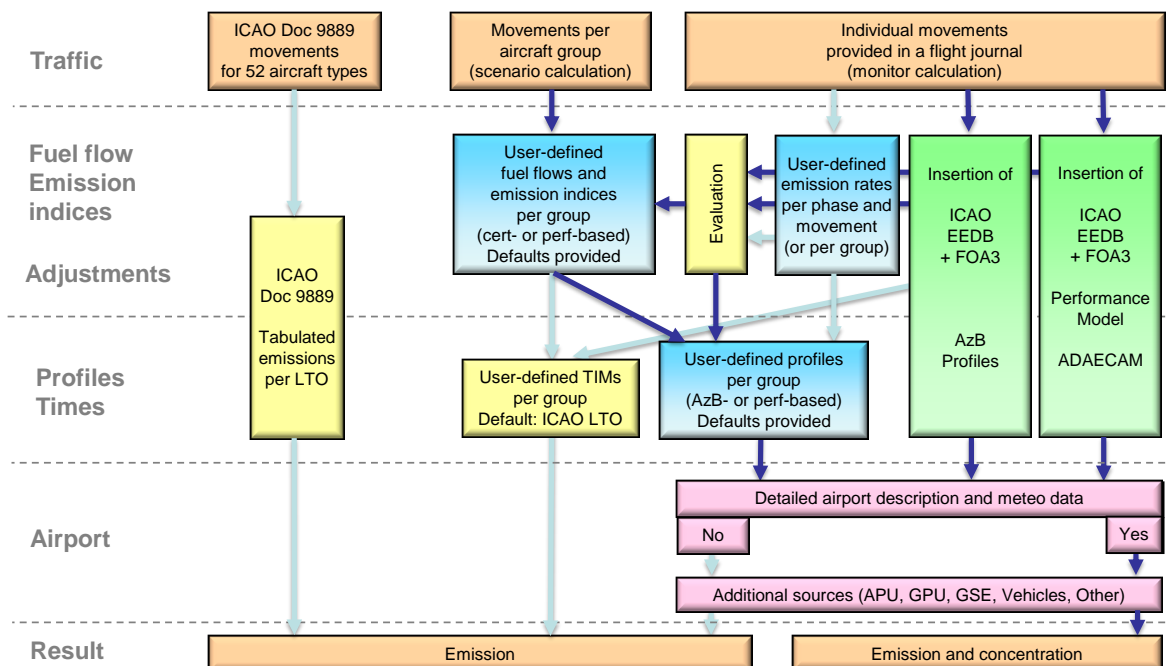 Traffic
ICAO Doc 9889
movements
for 52 aircraft types
Movements per
aircraft group
(scenario calculation)
Individual movements
provided in a flight journal
(monitor calculation)
Fuel flow
Emission
indices
Adjustments
User-defined
fuel flows and
emission indices
per group
(cert- or perf-based)
Defaults provided
Evaluation
User-defined
emission rates
per phase and
movement
(or per group)
Insertion of
ICAO
EEDB
+ FOA3
AzB
Profiles
Insertion of
ICAO
EEDB
+ FOA3
Performance
Model
ADAECAM
ICAO
Doc 9889
Tabulated
emissions
per LTO
Profiles
Times
User-defined TIMs
per group
Default: ICAO LTO
User-defined profiles
per group
(AzB- or perf-based)
Defaults provided
Airport
Detailed airport description and meteo data
No
Yes
Additional sources (APU, GPU, GSE, Vehicles, Other)
Result
Emission
Emission and concentration